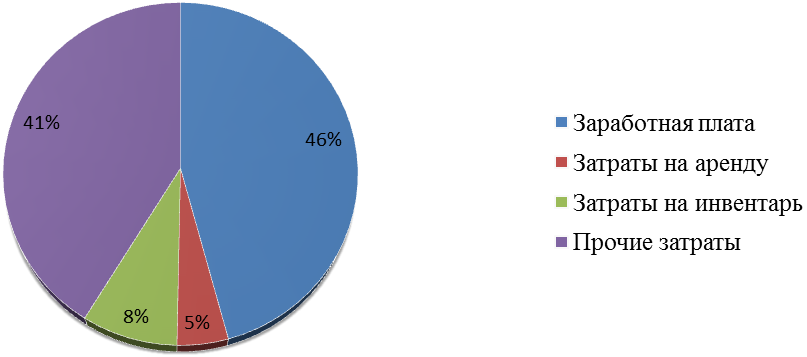 41%
46%
8%
5%
Заработная плата
Затраты на аренду
Затраты на инвентарь
Прочие затраты